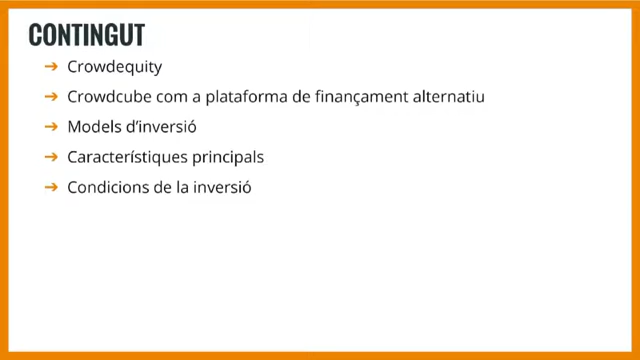 CONTINGUT
➔ Crowdequity
➔ Crowdcube com a plataforma de finançament alternatiu
➔ Models d'inversió
➔ Característiques principals
➔ Condicions de la inversió